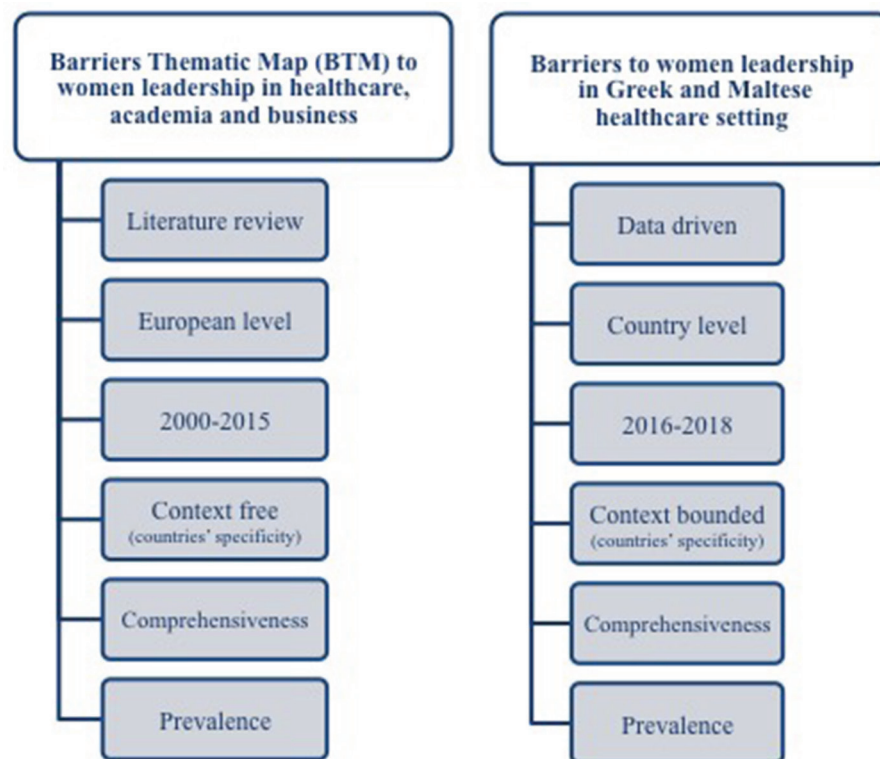 Barriers Thematic Map (BTM) to
women leadership in healthcare,
academia and business
Literature review
European level
2000-2015
Context free
(countries' specificity)
Comprehensiveness
Prevalence
Barriers to women leadership
in Greek and Maltese
healthcare setting
Data driven
Country level
2016-2018
Context bounded
(countries' specificity)
Comprehensiveness
Prevalence